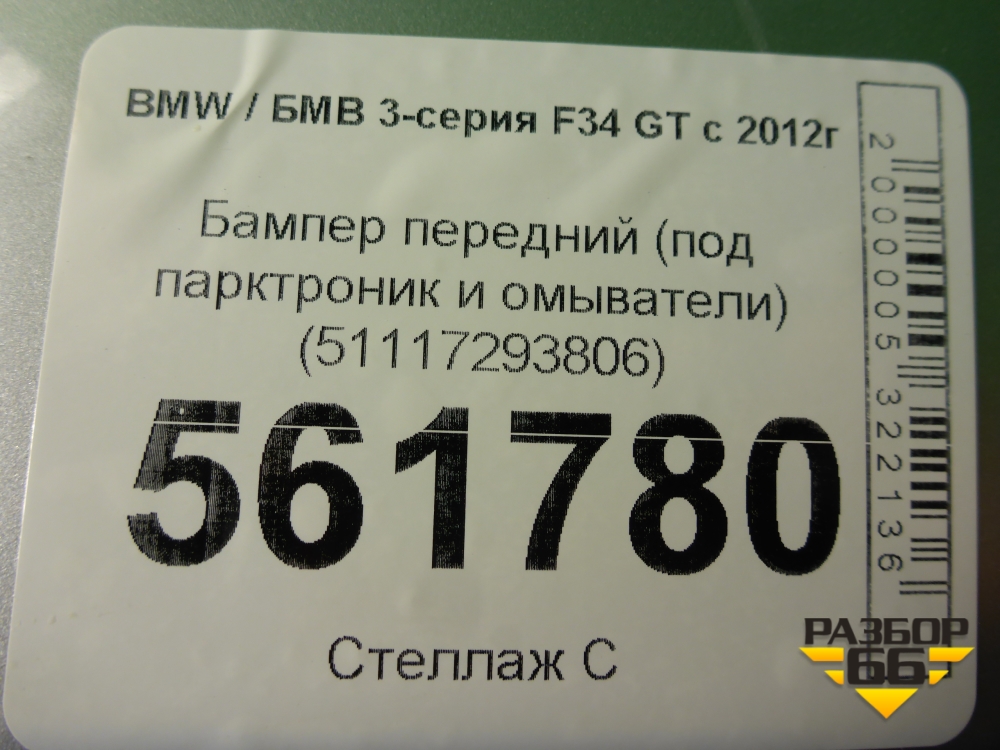 BMW / БМВ 3-серия F34 GT с 2012г
Бампер передний (под
парктроник и омыватели)
(51117293806)
561780
Стеллаж С
2000005322136
РАЗБОР
66